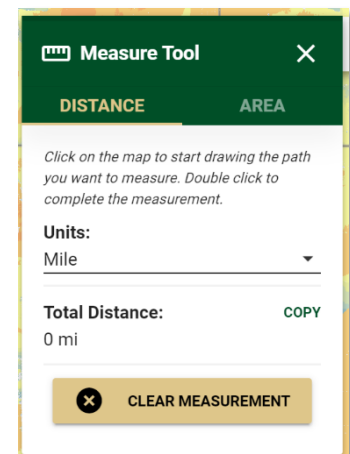 Measure Tool
DISTANCE AREA
Click on the map to start drawing the path
you want to measure. Double click to
complete the measurement.
Units:
Mile
Total Distance: COPY
0 mi
CLEAR MEASUREMENT